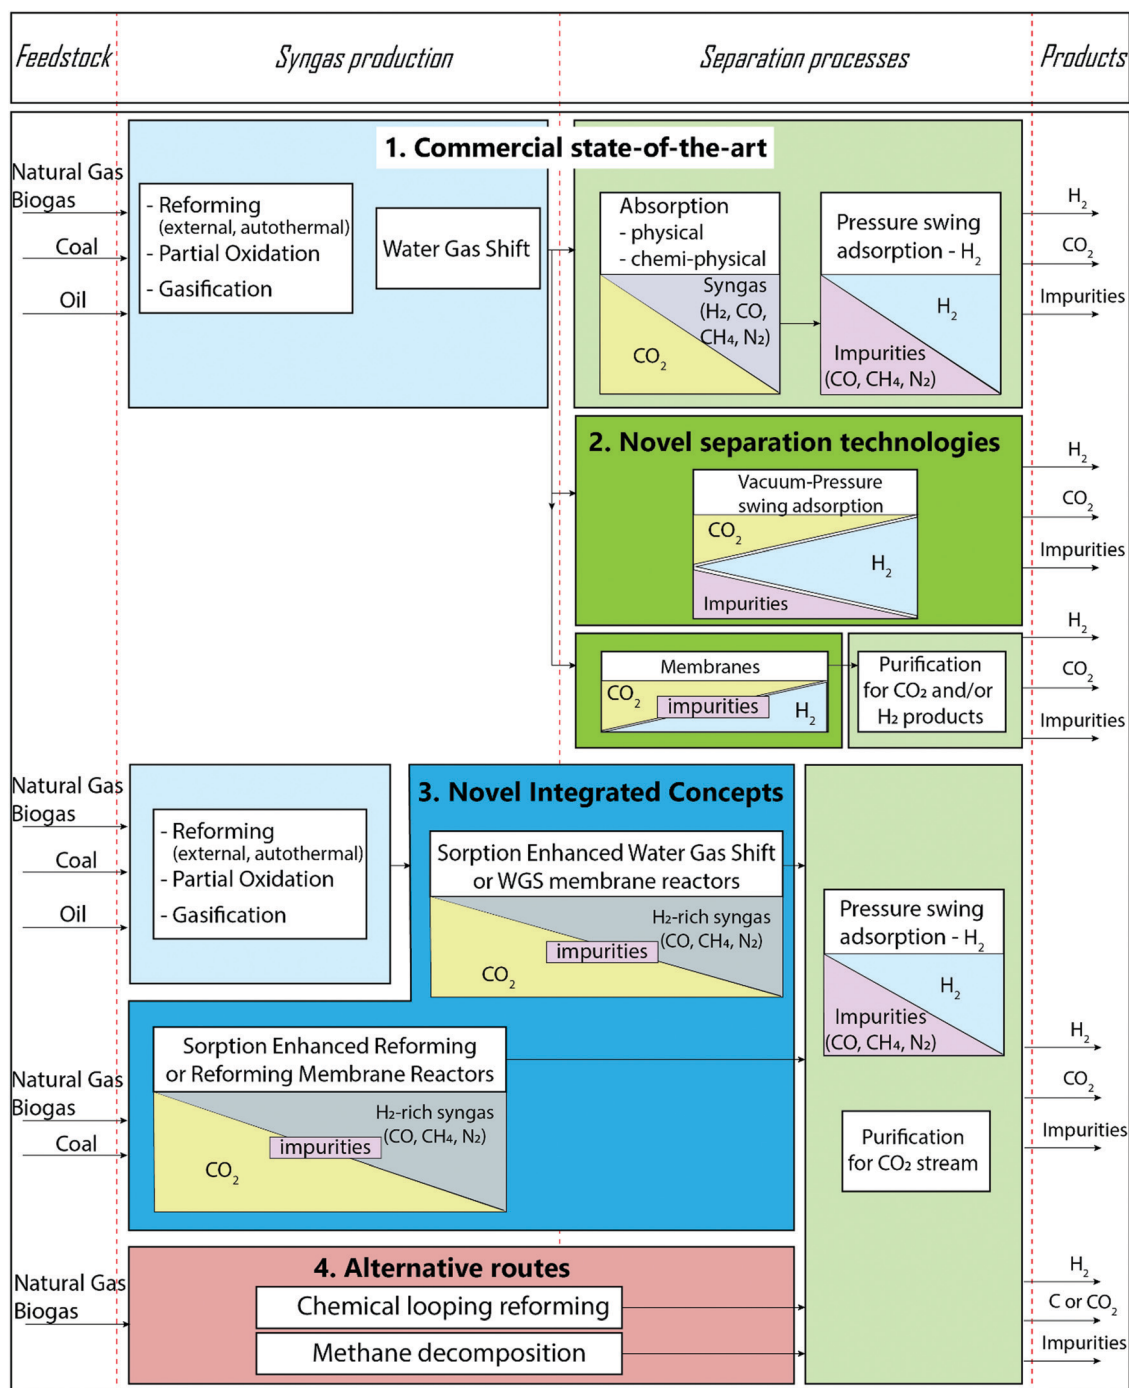 Feedstock
Syngas production
Separation processes
Products
1. Commercial state-of-the-art
Natural Gas
Biogas
Coal
Oil
- Reforming
(external, autothermal)
- Partial Oxidation
- Gasification
Water Gas Shift
Absorption
- physical
- chemi-physical
Syngas
(H₂, CO,
CH₄, N₂)
CO₂
Pressure swing
adsorption - H₂
H₂
Impurities
(CO, CH₄, N₂)
H₂
CO₂
Impurities
2. Novel separation technologies
Vacuum-Pressure
swing adsorption
CO₂
H₂
Impurities
H₂
CO₂
Impurities
Membranes
CO₂
impurities
H₂
Purification
for CO₂ and/or
H₂ products
H₂
CO₂
Impurities
Natural Gas
Biogas
Coal
Oil
- Reforming
(external, autothermal)
- Partial Oxidation
- Gasification
3. Novel Integrated Concepts
Sorption Enhanced Water Gas Shift
or WGS membrane reactors
H₂-rich syngas
(CO, CH₄, N₂)
impurities
CO₂
Pressure swing
adsorption - H₂
H₂
Impurities
(CO, CH₄, N₂)
Natural Gas
Biogas
Coal
Sorption Enhanced Reforming
or Reforming Membrane Reactors
H₂-rich syngas
(CO, CH₄, N₂)
impurities
CO₂
Purification
for CO₂ stream
H₂
CO₂
Impurities
4. Alternative routes
Natural Gas
Biogas
Chemical looping reforming
Methane decomposition
H₂
C or CO₂
Impurities